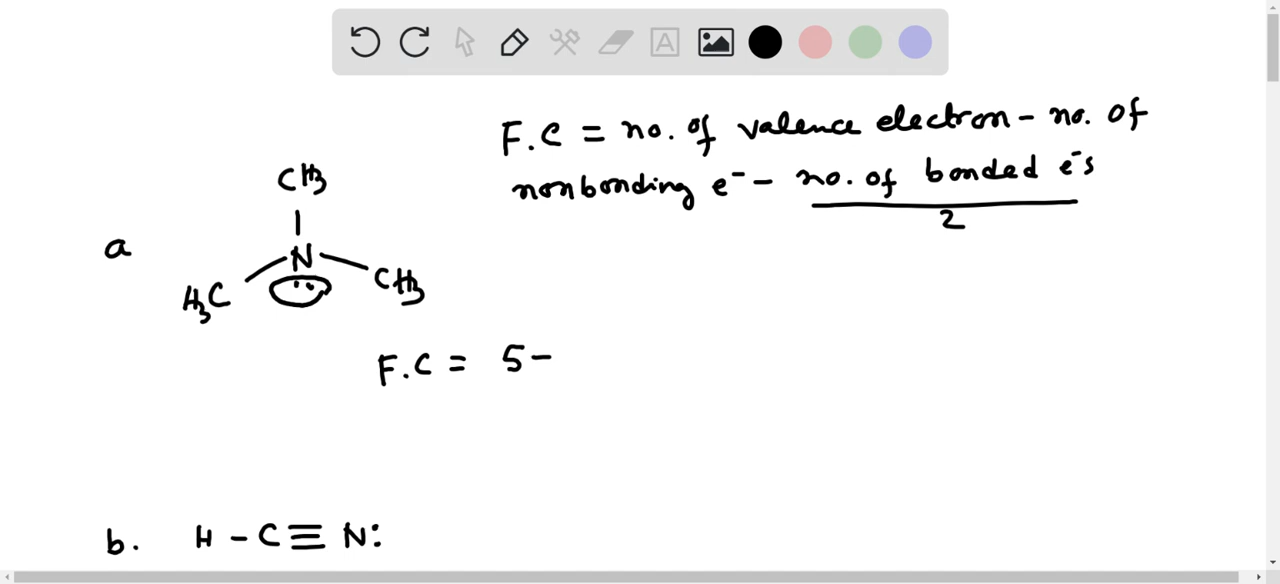 F.C = no. of valence electron - no. of
nonbonding e⁻ - no. of bonded e⁻s
2
CH3
a
N
H3C
CH3
F.C = 5 -
b. H - C ≡ N: